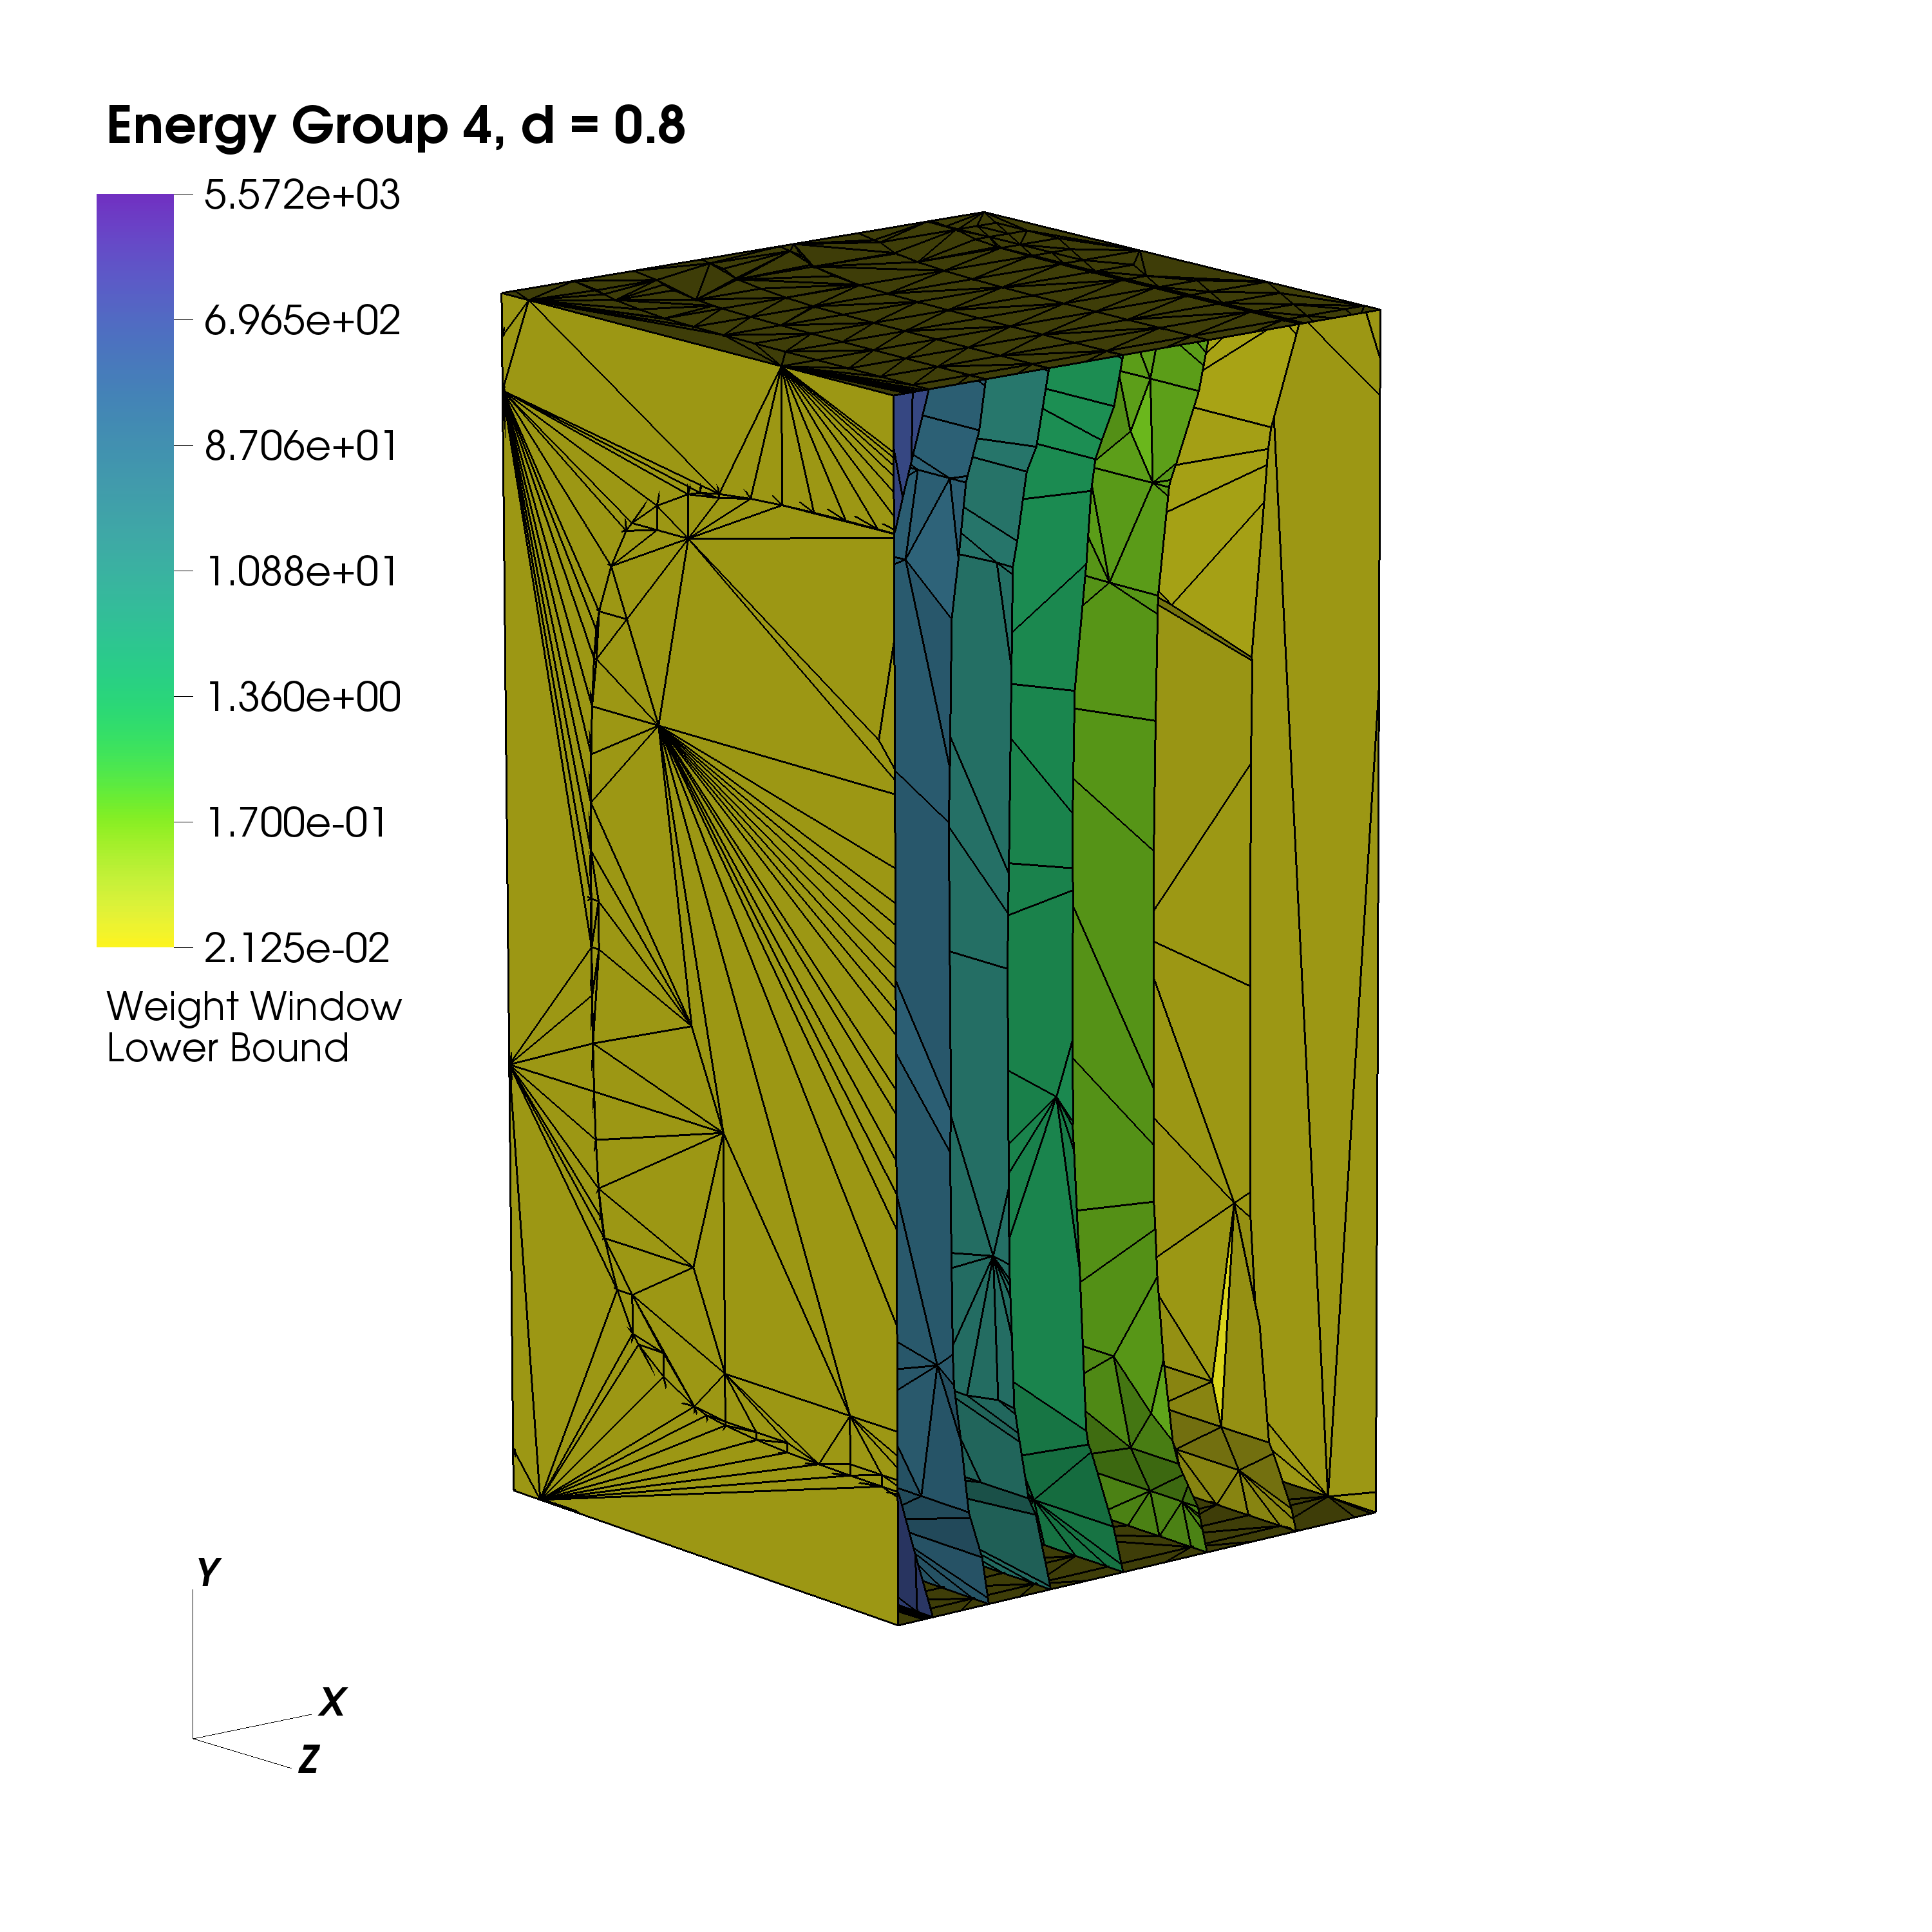 Energy Group 4, d = 0.8
5.572e+03
6.965e+02
8.706e+01
1.088e+01
1.360e+00
1.700e-01
2.125e-02
Weight Window
Lower Bound
Y
X
Z